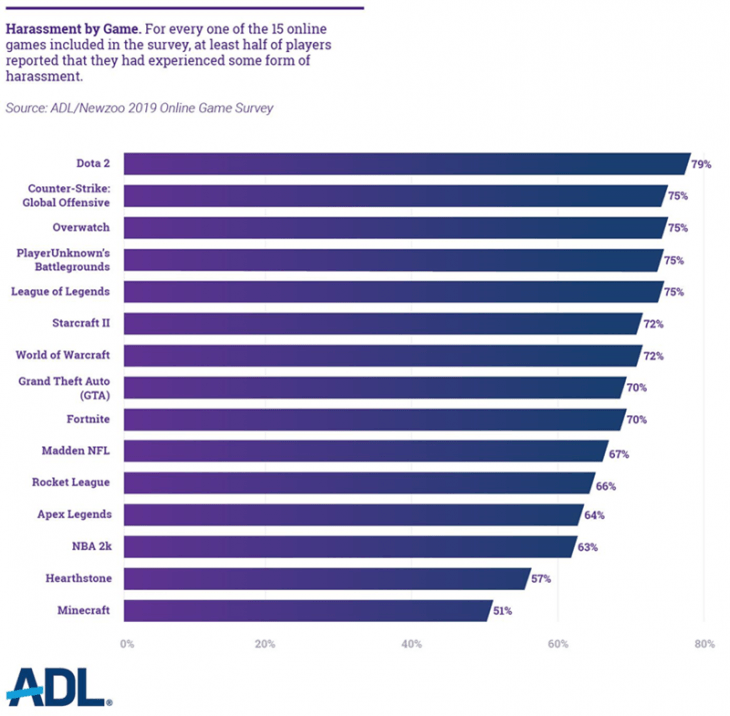 Harassment by Game. For every one of the 15 online
games included in the survey, at least half of players
reported that they had experienced some form of
harassment.
Source: ADL/Newzoo 2019 Online Game Survey
Dota 2
79%
Counter-Strike:
Global Offensive
75%
Overwatch
75%
PlayerUnknown's
Battlegrounds
75%
League of Legends
75%
Starcraft II
72%
World of Warcraft
72%
Grand Theft Auto
(GTA)
70%
Fortnite
70%
Madden NFL
67%
Rocket League
66%
Apex Legends
64%
NBA 2k
63%
Hearthstone
57%
Minecraft
51%
0% 20% 40% 60% 80%
ADL®